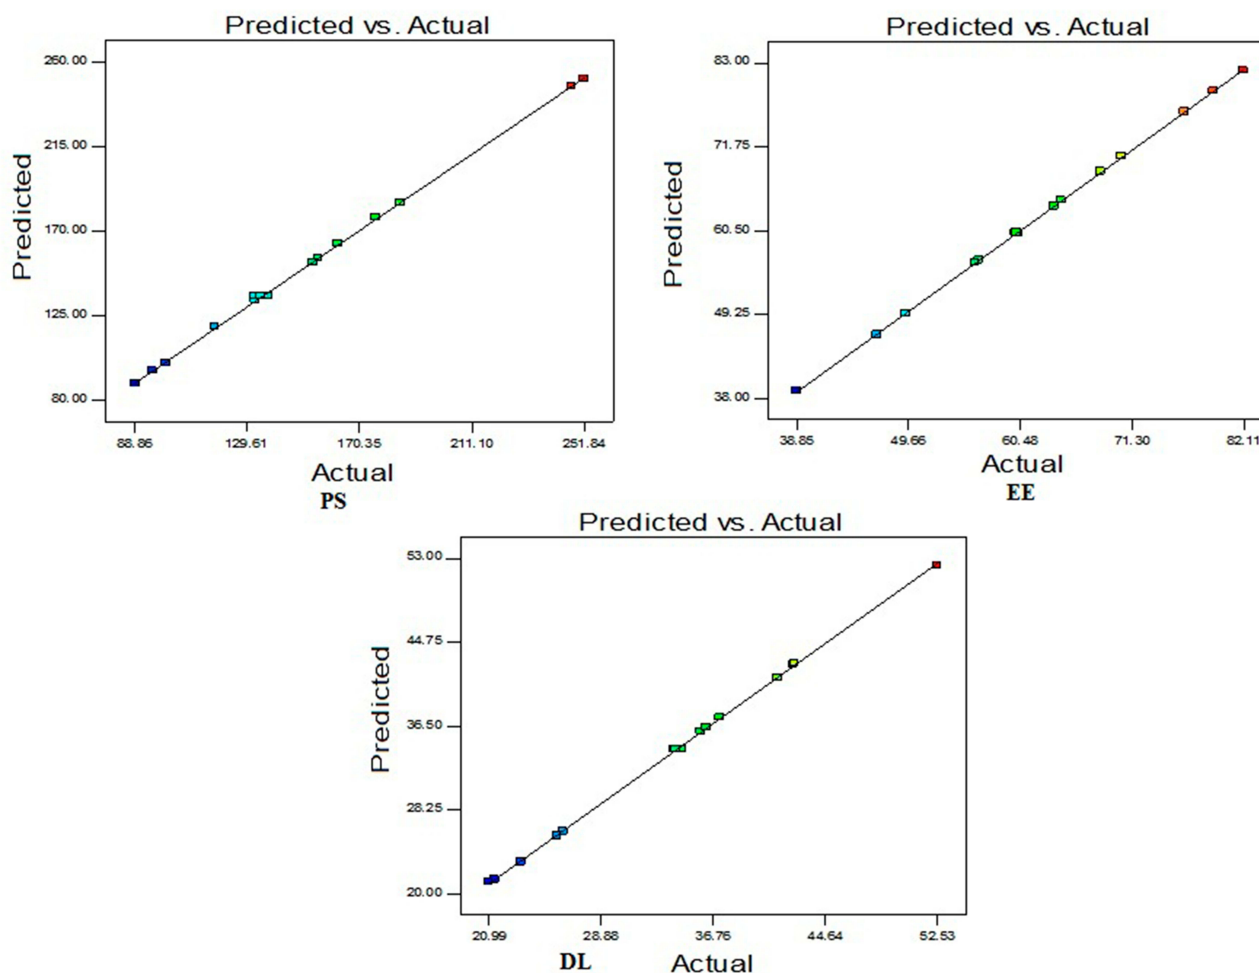 Predicted vs. Actual
Predicted
260.00
215.00
170.00
125.00
80.00
88.86
129.61
170.35
211.10
251.84
Actual
PS
Predicted vs. Actual
Predicted
83.00
71.75
60.50
49.25
38.00
38.85
49.66
60.48
71.30
82.11
Actual
EE
Predicted vs. Actual
Predicted
53.00
44.75
36.50
28.25
20.00
20.99
28.88
36.76
44.64
52.53
DL Actual